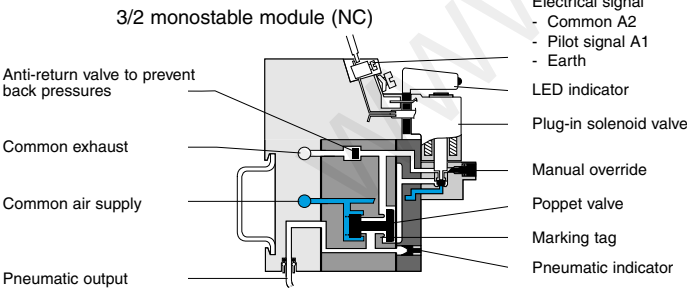 3/2 monostable module (NC)
Electrical signal
- Common A2
- Pilot signal A1
- Earth
Anti-return valve to prevent
back pressures
Common exhaust
Common air supply
Pneumatic output
LED indicator
Plug-in solenoid valve
Manual override
Poppet valve
Marking tag
Pneumatic indicator